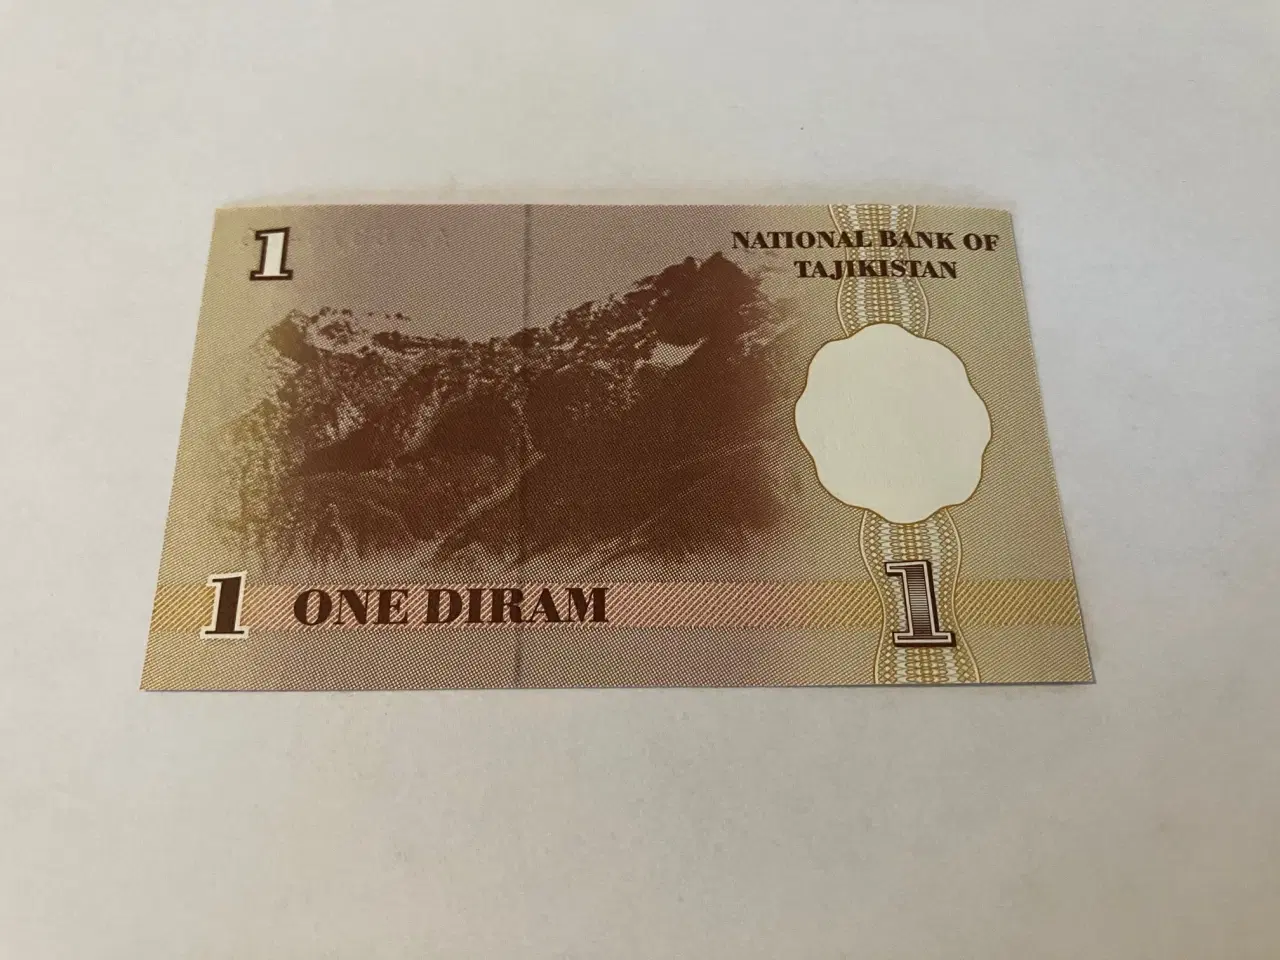 1
NATIONAL BANK OF
TAJIKISTAN
1 ONE DIRAM
1